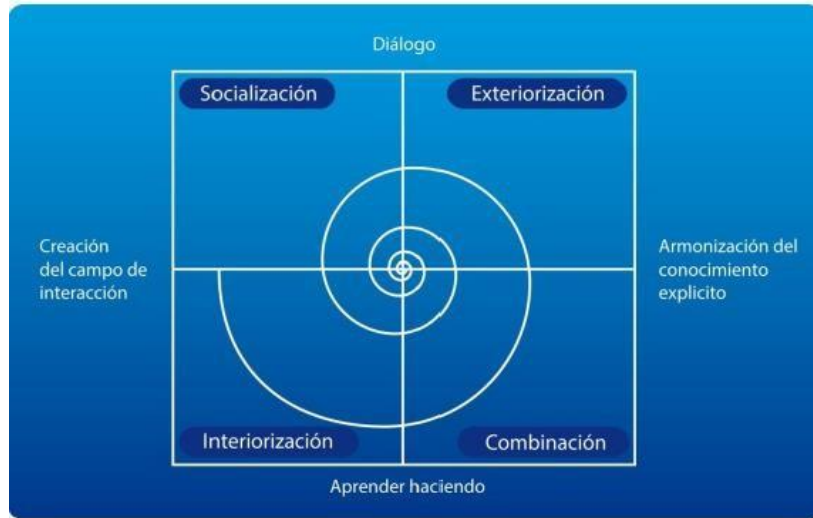 Diálogo
Socialización
Exteriorización
Creación
del campo de
interacción
Armonización del
conocimiento
explicito
Interiorización
Combinación
Aprender haciendo